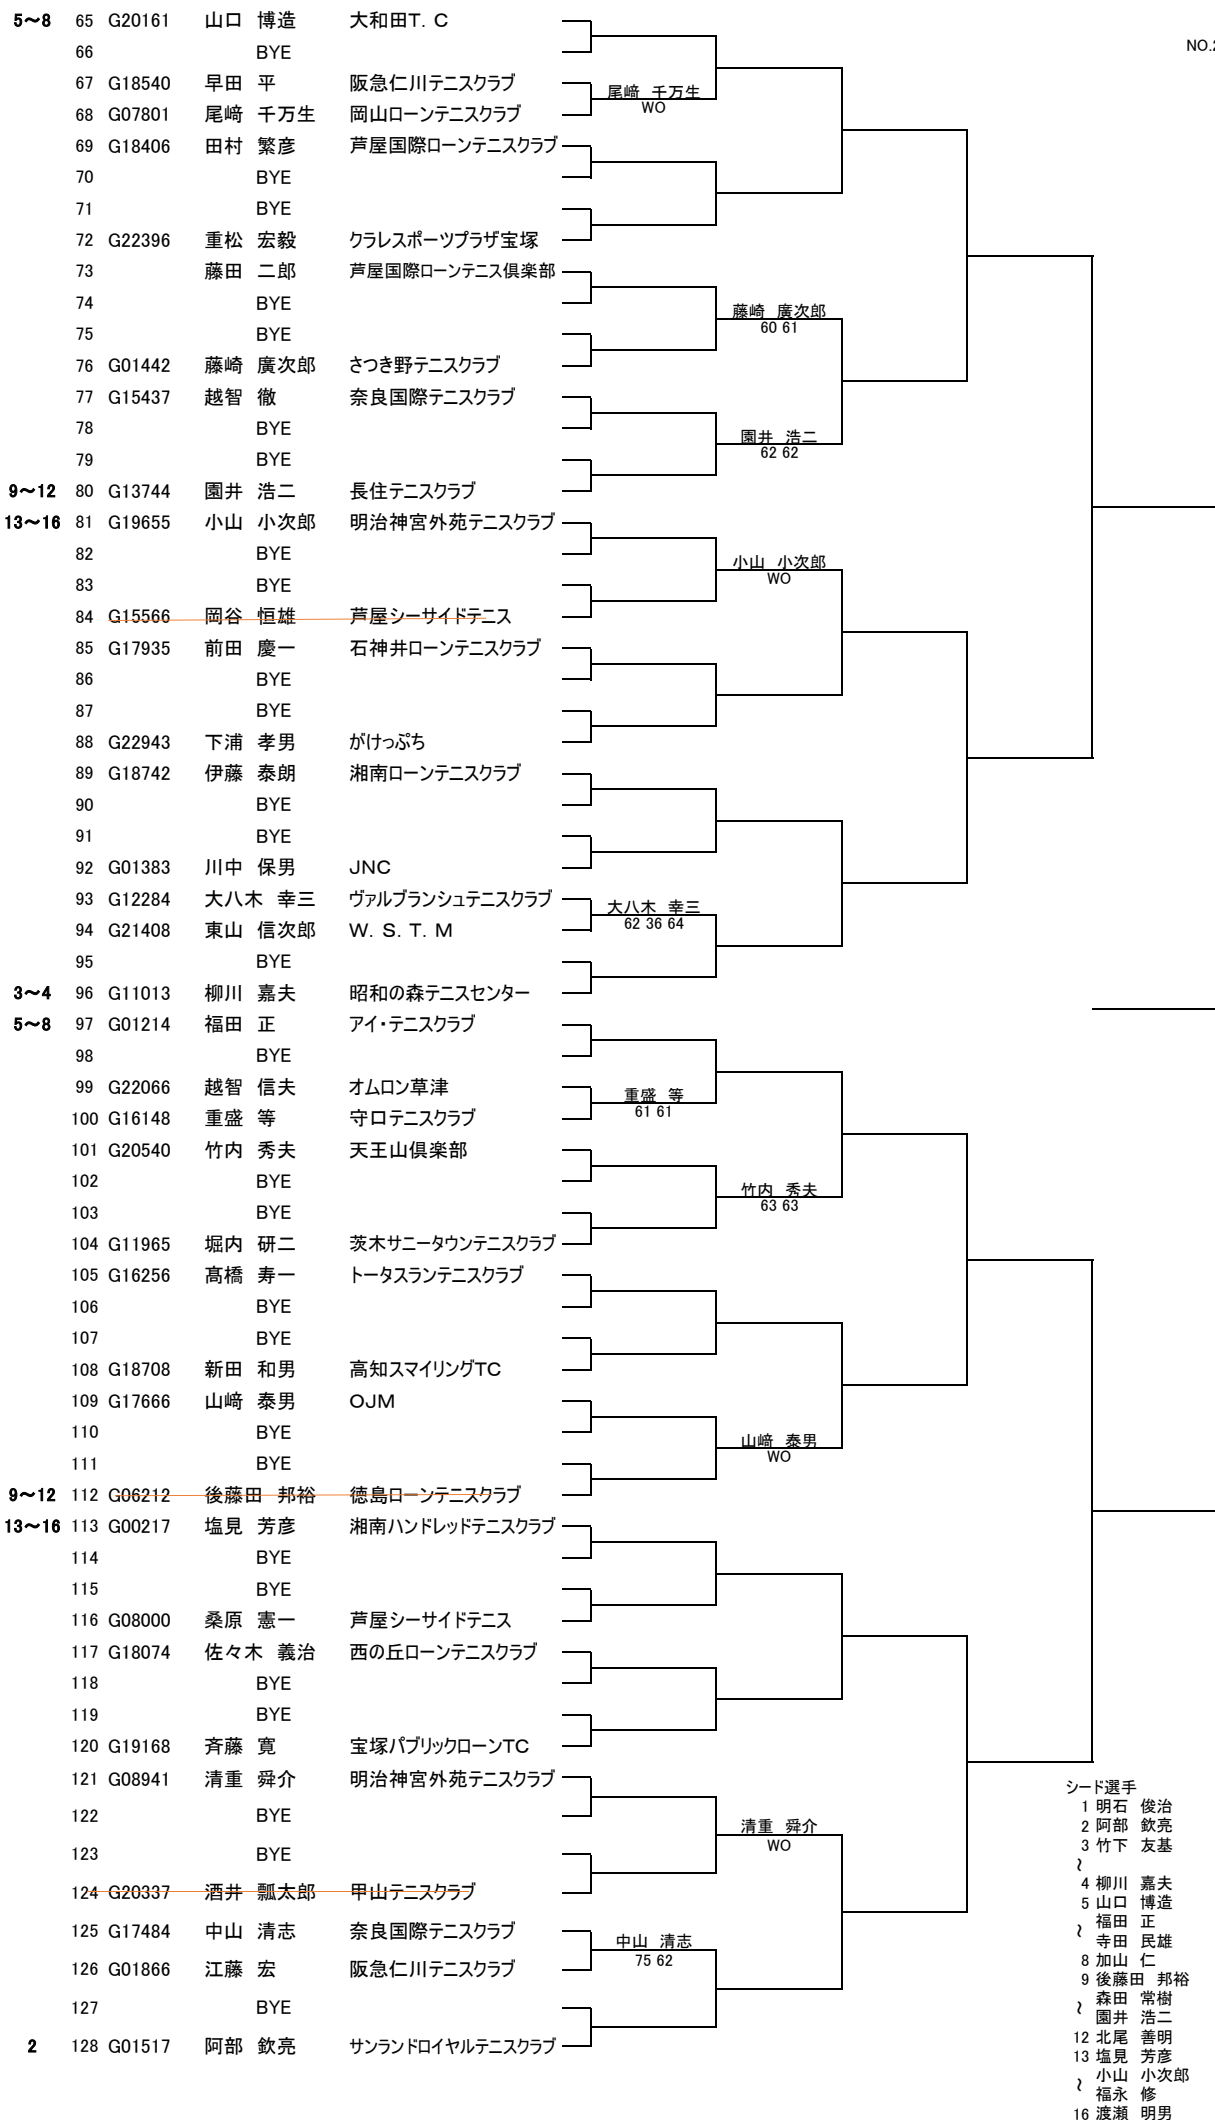 5～8 65 G20161 山口 博造 大和田T．C
66 BYE
NO.2
67 G18540 早田 平 阪急仁川テニスクラブ
尾﨑 千万生
WO
68 G07801 尾﨑 千万生 岡山ローンテニスクラブ
69 G18406 田村 繁彦 芦屋国際ローンテニスクラブ
70 BYE
71 BYE
72 G22396 重松 宏毅 クラレスポーツプラザ宝塚
73 藤田 二郎 芦屋国際ローンテニス倶楽部
74 BYE
藤崎 廣次郎
60 61
75 BYE
76 G01442 藤崎 廣次郎 さつき野テニスクラブ
77 G15437 越智 徹 奈良国際テニスクラブ
78 BYE
園井 浩二
62 62
79 BYE
9～12 80 G13744 園井 浩二 長住テニスクラブ
13～16 81 G19655 小山 小次郎 明治神宮外苑テニスクラブ
82 BYE
小山 小次郎
WO
83 BYE
84 G15566 岡谷 恒雄 芦屋シーサイドテニス
85 G17935 前田 慶一 石神井ローンテニスクラブ
86 BYE
87 BYE
88 G22943 下浦 孝男 がけっぷち
89 G18742 伊藤 泰朗 湘南ローンテニスクラブ
90 BYE
91 BYE
92 G01383 川中 保男 JNC
93 G12284 大八木 幸三 ヴァルブランシュテニスクラブ
大八木 幸三
62 36 64
94 G21408 東山 信次郎 W．S．T．M
95 BYE
3～4 96 G11013 柳川 嘉夫 昭和の森テニスセンター
5～8 97 G01214 福田 正 アイ・テニスクラブ
98 BYE
99 G22066 越智 信夫 オムロン草津
重盛 等
61 61
100 G16148 重盛 等 守口テニスクラブ
101 G20540 竹内 秀夫 天王山倶楽部
102 BYE
竹内 秀夫
63 63
103 BYE
104 G11965 堀内 研二 茨木サニータウンテニスクラブ
105 G16256 髙橋 寿一 トータスランテニスクラブ
106 BYE
107 BYE
108 G18708 新田 和男 高知スマイリングTC
109 G17666 山﨑 泰男 OJM
110 BYE
山﨑 泰男
WO
111 BYE
9～12 112 G06212 後藤田 邦裕 徳島ローンテニスクラブ
13～16 113 G00217 塩見 芳彦 湘南ハンドレッドテニスクラブ
114 BYE
115 BYE
116 G08000 桑原 憲一 芦屋シーサイドテニス
117 G18074 佐々木 義治 西の丘ローンテニスクラブ
118 BYE
119 BYE
120 G19168 斉藤 寛 宝塚パブリックローンTC
121 G08941 清重 舜介 明治神宮外苑テニスクラブ
122 BYE
清重 舜介
WO
123 BYE
124 G20337 酒井 瓢太郎 甲山テニスクラブ
125 G17484 中山 清志 奈良国際テニスクラブ
中山 清志
75 62
126 G01866 江藤 宏 阪急仁川テニスクラブ
127 BYE
2 128 G01517 阿部 欽亮 サンランドロイヤルテニスクラブ
シード選手
1 明石 俊治
2 阿部 欽亮
3 竹下 友基
～
4 柳川 嘉夫
5 山口 博造
～ 福田 正
寺田 民雄
8 加山 仁
9 後藤田 邦裕
～ 森田 常樹
園井 浩二
12 北尾 善明
13 塩見 芳彦
～ 小山 小次郎
福永 修
16 渡瀬 明男